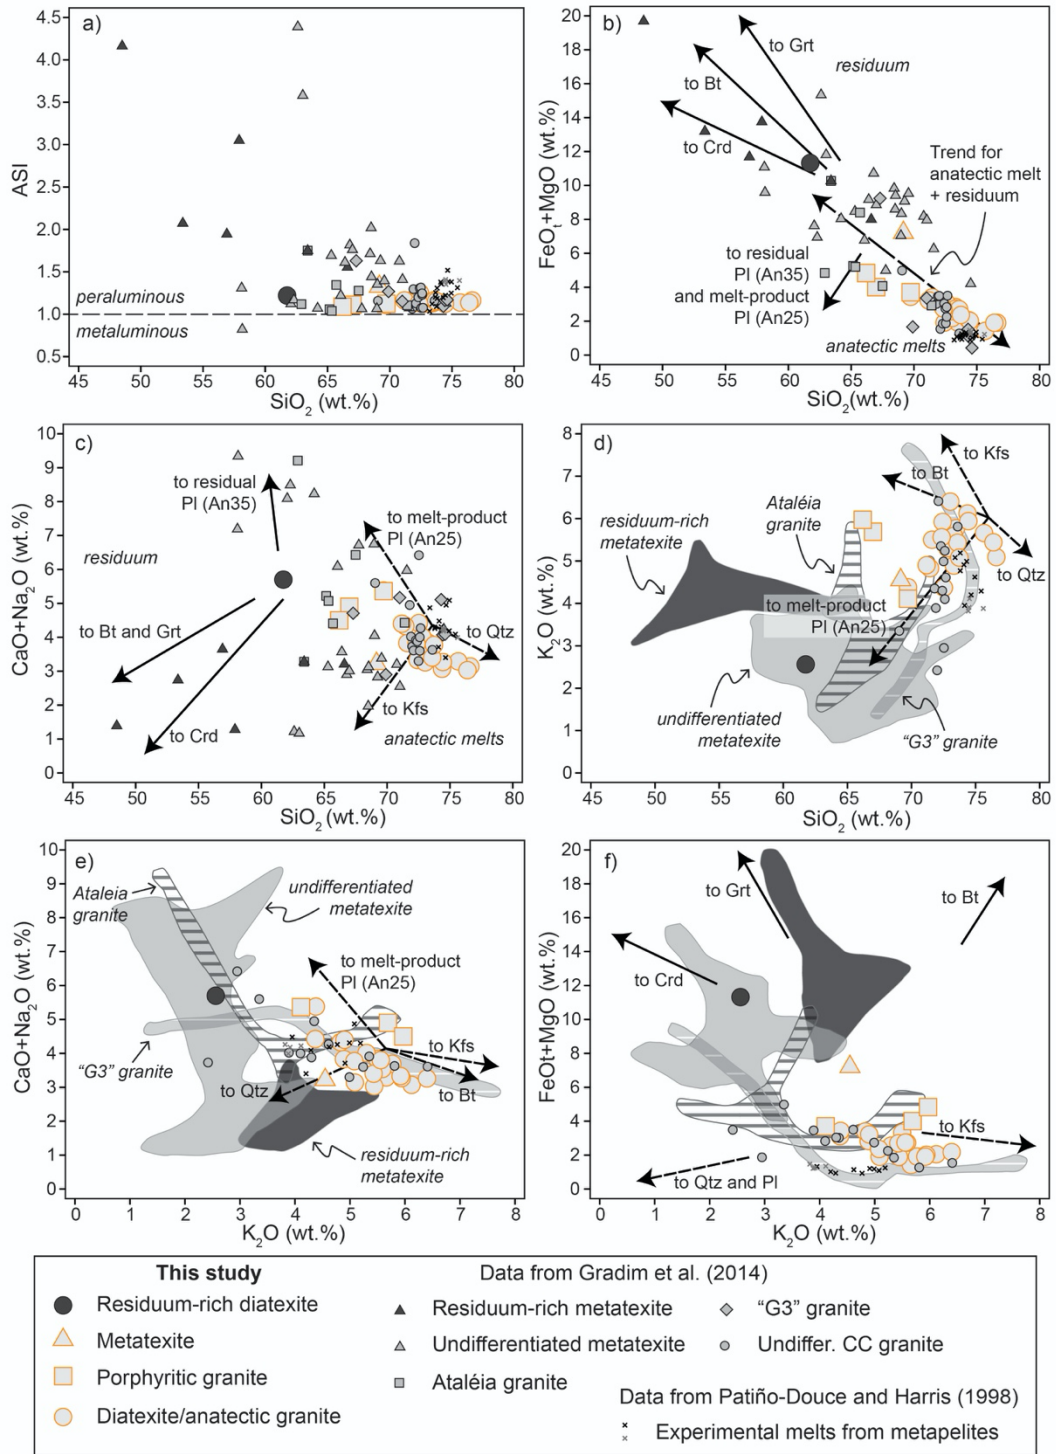 a)
4.5
4.0
3.5
3.0
2.5
2.0
1.5
1.0
0.5
ASI
peraluminous
metaluminous
45 50 55 60 65 70 75 80
SiO2 (wt.%)
b)
20
18
16
14
12
10
8
6
4
2
0
FeOt+MgO (wt.%)
to Grt
residuum
to Bt
to Crd
Trend for
anatectic melt
+ residuum
to residual
Pl (An35)
and melt-product
Pl (An25)
anatectic melts
45 50 55 60 65 70 75 80
SiO2(wt.%)
c)
10
9
8
7
6
5
4
3
2
1
0
CaO+Na2O (wt.%)
to residual
Pl (An35)
to melt-product
Pl (An25)
residuum
to Bt and Grt
to Qtz
to Kfs
to Crd
anatectic melts
45 50 55 60 65 70 75 80
SiO2 (wt.%)
d)
8
7
6
5
4
3
2
1
0
K2O (wt.%)
to Kfs
to Bt
Ataléia
granite
residuum-rich
metatexite
to Qtz
to melt-product
Pl (An25)
undifferentiated
metatexite
“G3” granite
50 55 60 65 70 75 80
SiO2 (wt.%)
e)
10
9
8
7
6
5
4
3
2
1
0
CaO+Na2O (wt.%)
Ataleia
granite
undifferentiated
metatexite
to melt-product
Pl (An25)
“G3” granite
to Kfs
to Qtz
to Bt
residuum-rich
metatexite
0 1 2 3 4 5 6 7 8
K2O (wt.%)
f)
20
18
16
14
12
10
8
6
4
2
0
FeOt+MgO (wt.%)
to Grt
to Bt
to Crd
to Kfs
to Qtz and Pl
0 1 2 3 4 5 6 7 8
K2O (wt.%)
This study
Residuum-rich diatexite
Metatexite
Porphyritic granite
Diatexite/anatectic granite
Data from Gradim et al. (2014)
Residuum-rich metatexite
“G3” granite
Undifferentiated metatexite
Undiffer. CC granite
Ataléia granite
Data from Patiño-Douce and Harris (1998)
Experimental melts from metapelites